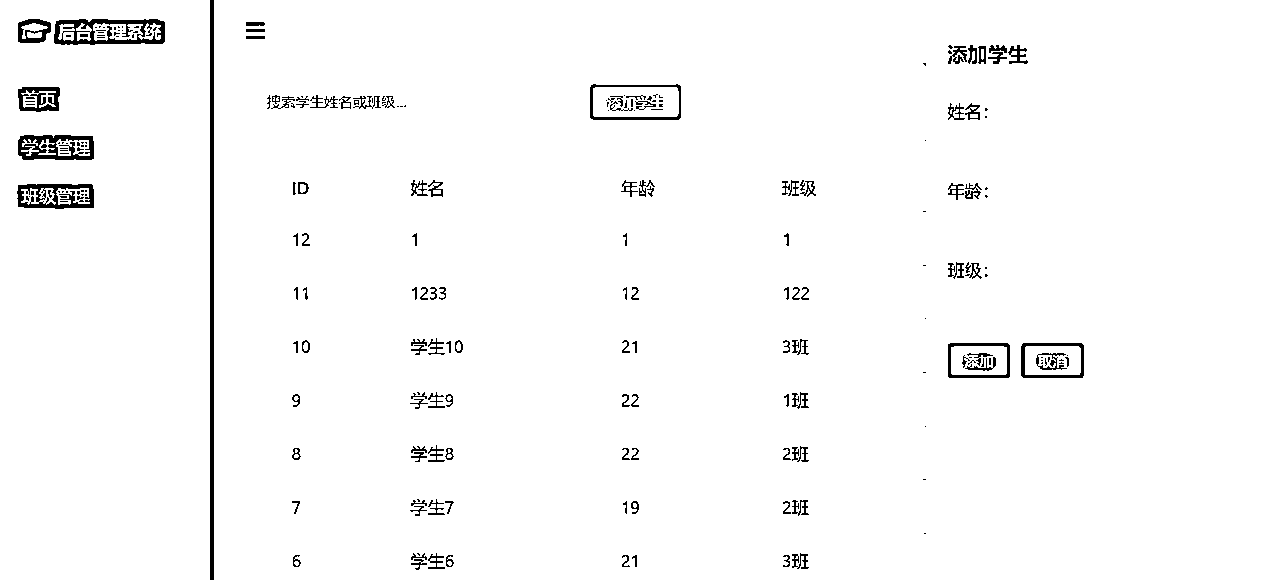 后台管理系统
首页
学生管理
班级管理
搜索学生姓名或班级...
添加学生
ID 姓名 年龄 班级
12 1 1 1
11 1233 12 122
10 学生10 21 3班
9 学生9 22 1班
8 学生8 22 2班
7 学生7 19 2班
6 学生6 21 3班
添加学生
姓名：
年龄：
班级：
添加 取消